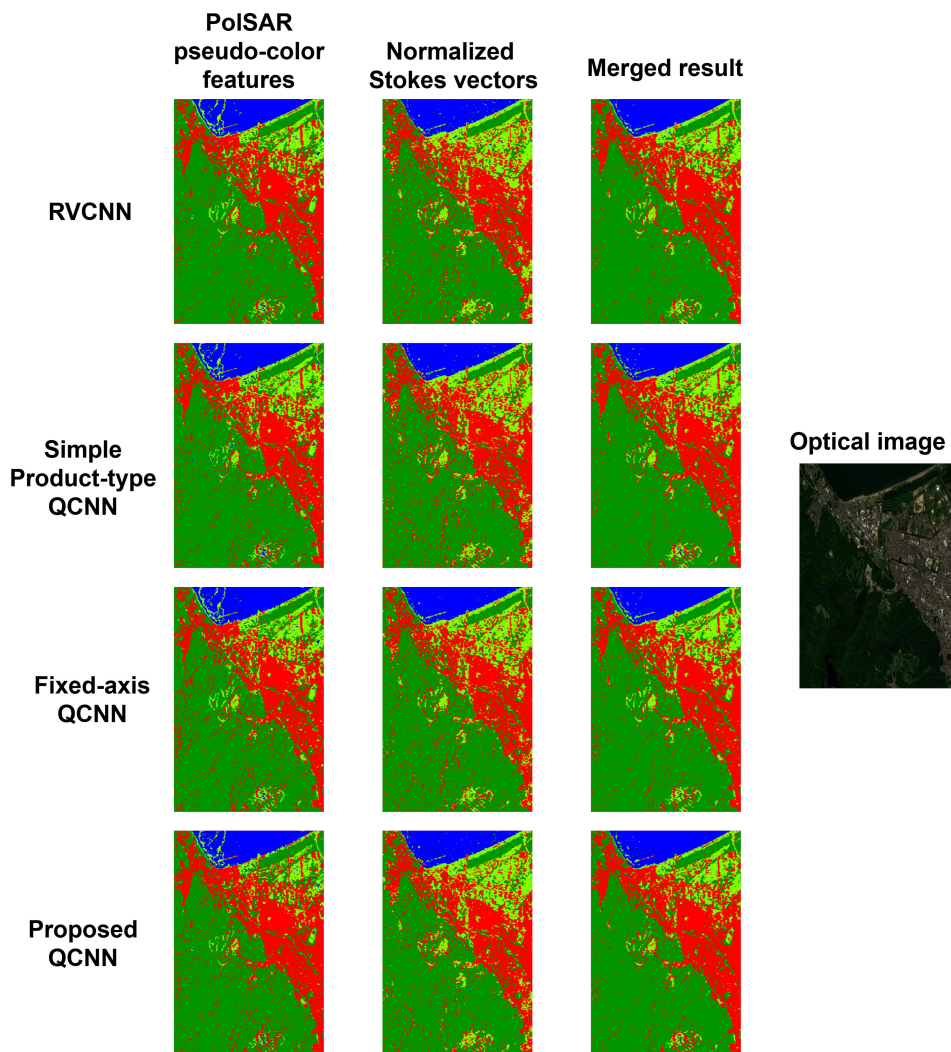 PolSAR
pseudo-color
features
Normalized
Stokes vectors
Merged result
RVCNN
Simple
Product-type
QCNN
Optical image
Fixed-axis
QCNN
Proposed
QCNN